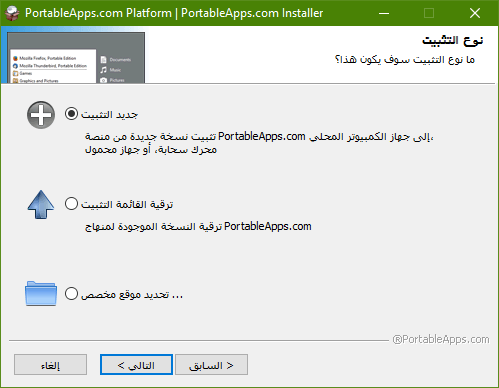 PortableApps.com Platform | PortableApps.com Installer
Mozilla Firefox, Portable Edition
Mozilla Thunderbird, Portable Edition
Games
Graphics and Pictures
Documents
Music
Pictures
نوع التثبيت
ما نوع التثبيت سوف يكون هذا؟
جديد التثبيت
تثبيت نسخة جديدة من منصة PortableApps.com إلى جهاز الكمبيوتر المحلي،
محرك سحابة، أو جهاز محمول
ترقية القائمة التثبيت
ترقية النسخة الموجودة لمنهاج PortableApps.com
تحديد موقع مخصص ...
PortableApps.com®
< السابق
التالي >
إلغاء